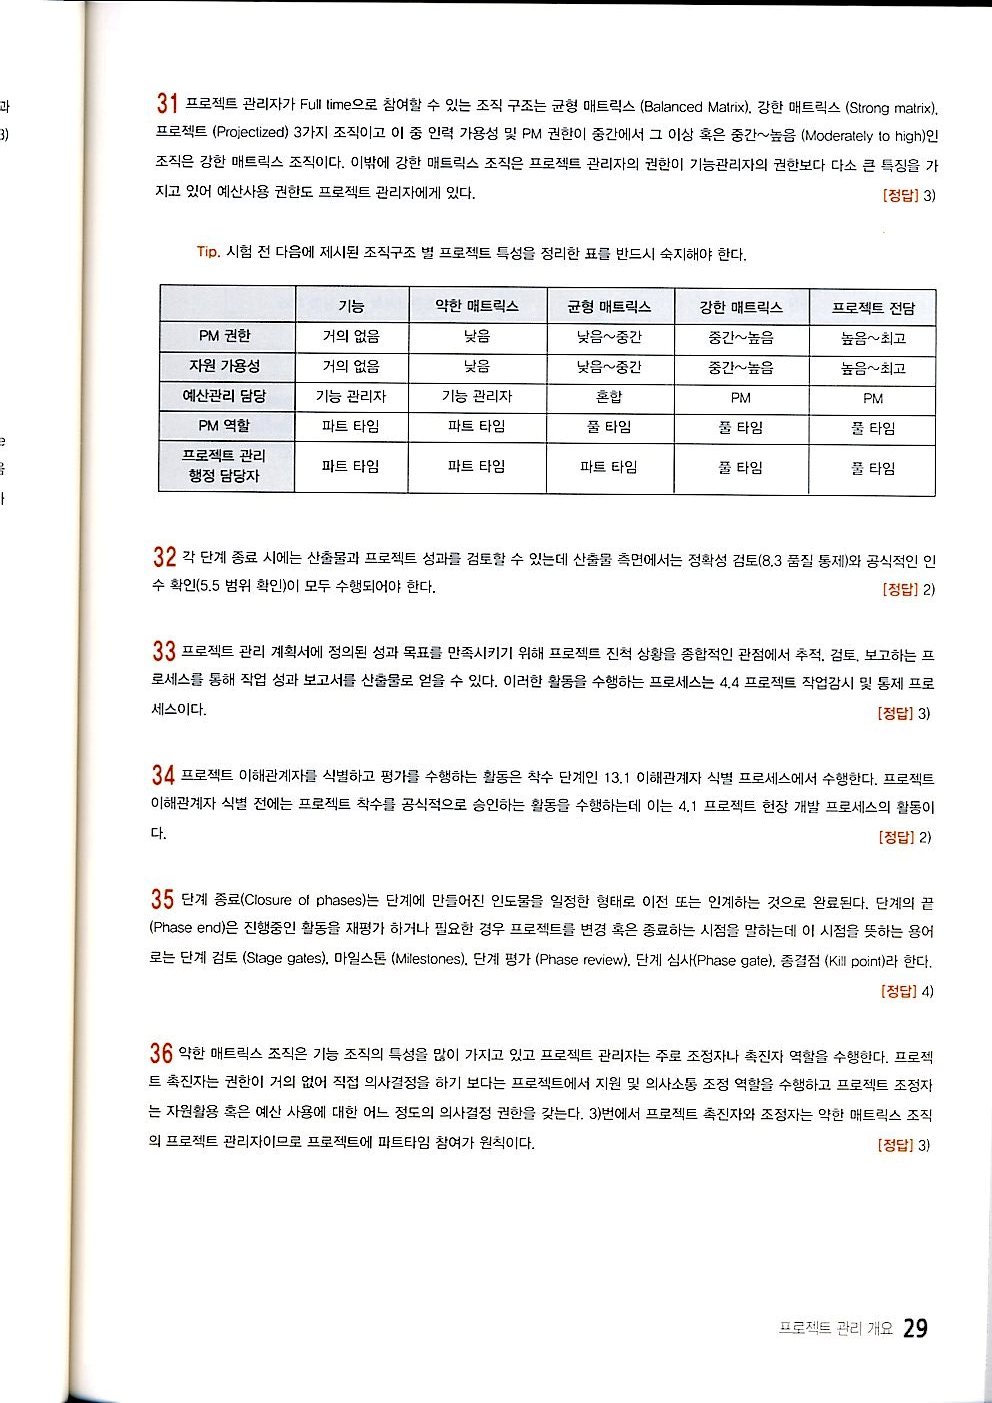 과
3)
31 프로젝트 관리자가 Full time으로 참여할 수 있는 조직 구조는 균형 매트릭스 (Balanced Matrix), 강한 매트릭스 (Strong matrix),
프로젝트 (Projectized) 3가지 조직이고 이 중 인력 가용성 및 PM 권한이 중간에서 그 이상 혹은 중간~높음 (Moderately to high)인
조직은 강한 매트릭스 조직이다. 이밖에 강한 매트릭스 조직은 프로젝트 관리자의 권한이 기능관리자의 권한보다 다소 큰 특징을 가
지고 있어 예산사용 권한도 프로젝트 관리자에게 있다. [정답] 3)
Tip. 시험 전 다음에 제시된 조직구조 별 프로젝트 특성을 정리한 표를 반드시 숙지해야 한다.
기능 약한 매트릭스 균형 매트릭스 강한 매트릭스 프로젝트 전담
PM 권한 거의 없음 낮음 낮음~중간 중간~높음 높음~최고
자원 가용성 거의 없음 낮음 낮음~중간 중간~높음 높음~최고
예산관리 담당 기능 관리자 기능 관리자 혼합 PM PM
PM 역할 파트 타임 파트 타임 풀 타임 풀 타임 풀 타임
프로젝트 관리
행정 담당자 파트 타임 파트 타임 파트 타임 풀 타임 풀 타임
32 각 단계 종료 시에는 산출물과 프로젝트 성과를 검토할 수 있는데 산출물 측면에서는 정확성 검토(8.3 품질 통제)와 공식적인 인
수 확인(5.5 범위 확인)이 모두 수행되어야 한다. [정답] 2)
33 프로젝트 관리 계획서에 정의된 성과 목표를 만족시키기 위해 프로젝트 진척 상황을 종합적인 관점에서 추적, 검토, 보고하는 프
로세스를 통해 작업 성과 보고서를 산출물로 얻을 수 있다. 이러한 활동을 수행하는 프로세스는 4.4 프로젝트 작업감시 및 통제 프로
세스이다. [정답] 3)
34 프로젝트 이해관계자를 식별하고 평가를 수행하는 활동은 착수 단계인 13.1 이해관계자 식별 프로세스에서 수행한다. 프로젝트
이해관계자 식별 전에는 프로젝트 착수를 공식적으로 승인하는 활동을 수행하는데 이는 4.1 프로젝트 헌장 개발 프로세스의 활동이
다. [정답] 2)
35 단계 종료(Closure of phases)는 단계에 만들어진 인도물을 일정한 형태로 이전 또는 인계하는 것으로 완료된다. 단계의 끝
(Phase end)은 진행중인 활동을 재평가 하거나 필요한 경우 프로젝트를 변경 혹은 종료하는 시점을 말하는데 이 시점을 뜻하는 용어
로는 단계 검토 (Stage gates), 마일스톤 (Milestones), 단계 평가 (Phase review), 단계 심사(Phase gate), 종결점 (Kill point)라 한다.
[정답] 4)
36 약한 매트릭스 조직은 기능 조직의 특성을 많이 가지고 있고 프로젝트 관리자는 주로 조정자나 촉진자 역할을 수행한다. 프로젝
트 촉진자는 권한이 거의 없어 직접 의사결정을 하기 보다는 프로젝트에서 지원 및 의사소통 조정 역할을 수행하고 프로젝트 조정자
는 자원활용 혹은 예산 사용에 대한 어느 정도의 의사결정 권한을 갖는다. 3)번에서 프로젝트 촉진자와 조정자는 약한 매트릭스 조직
의 프로젝트 관리자이므로 프로젝트에 파트타임 참여가 원칙이다. [정답] 3)
프로젝트 관리 개요 29